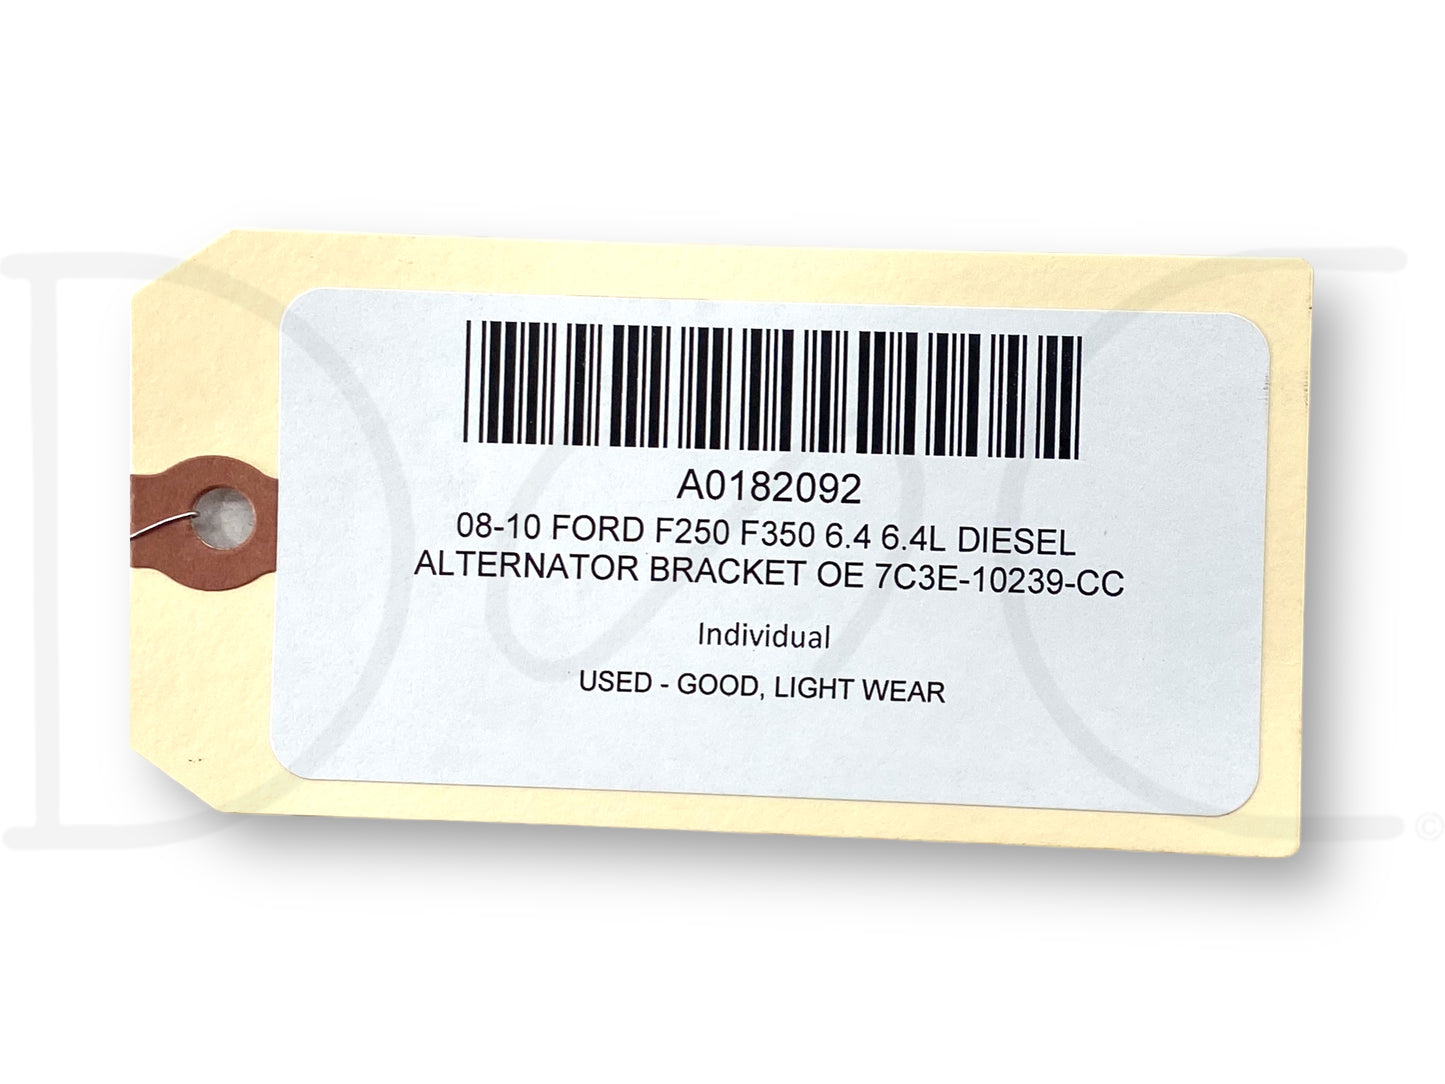 A0182092
08-10 FORD F250 F350 6.4 6.4L DIESEL
ALTERNATOR BRACKET OE 7C3E-10239-CC
Individual
USED - GOOD, LIGHT WEAR
©